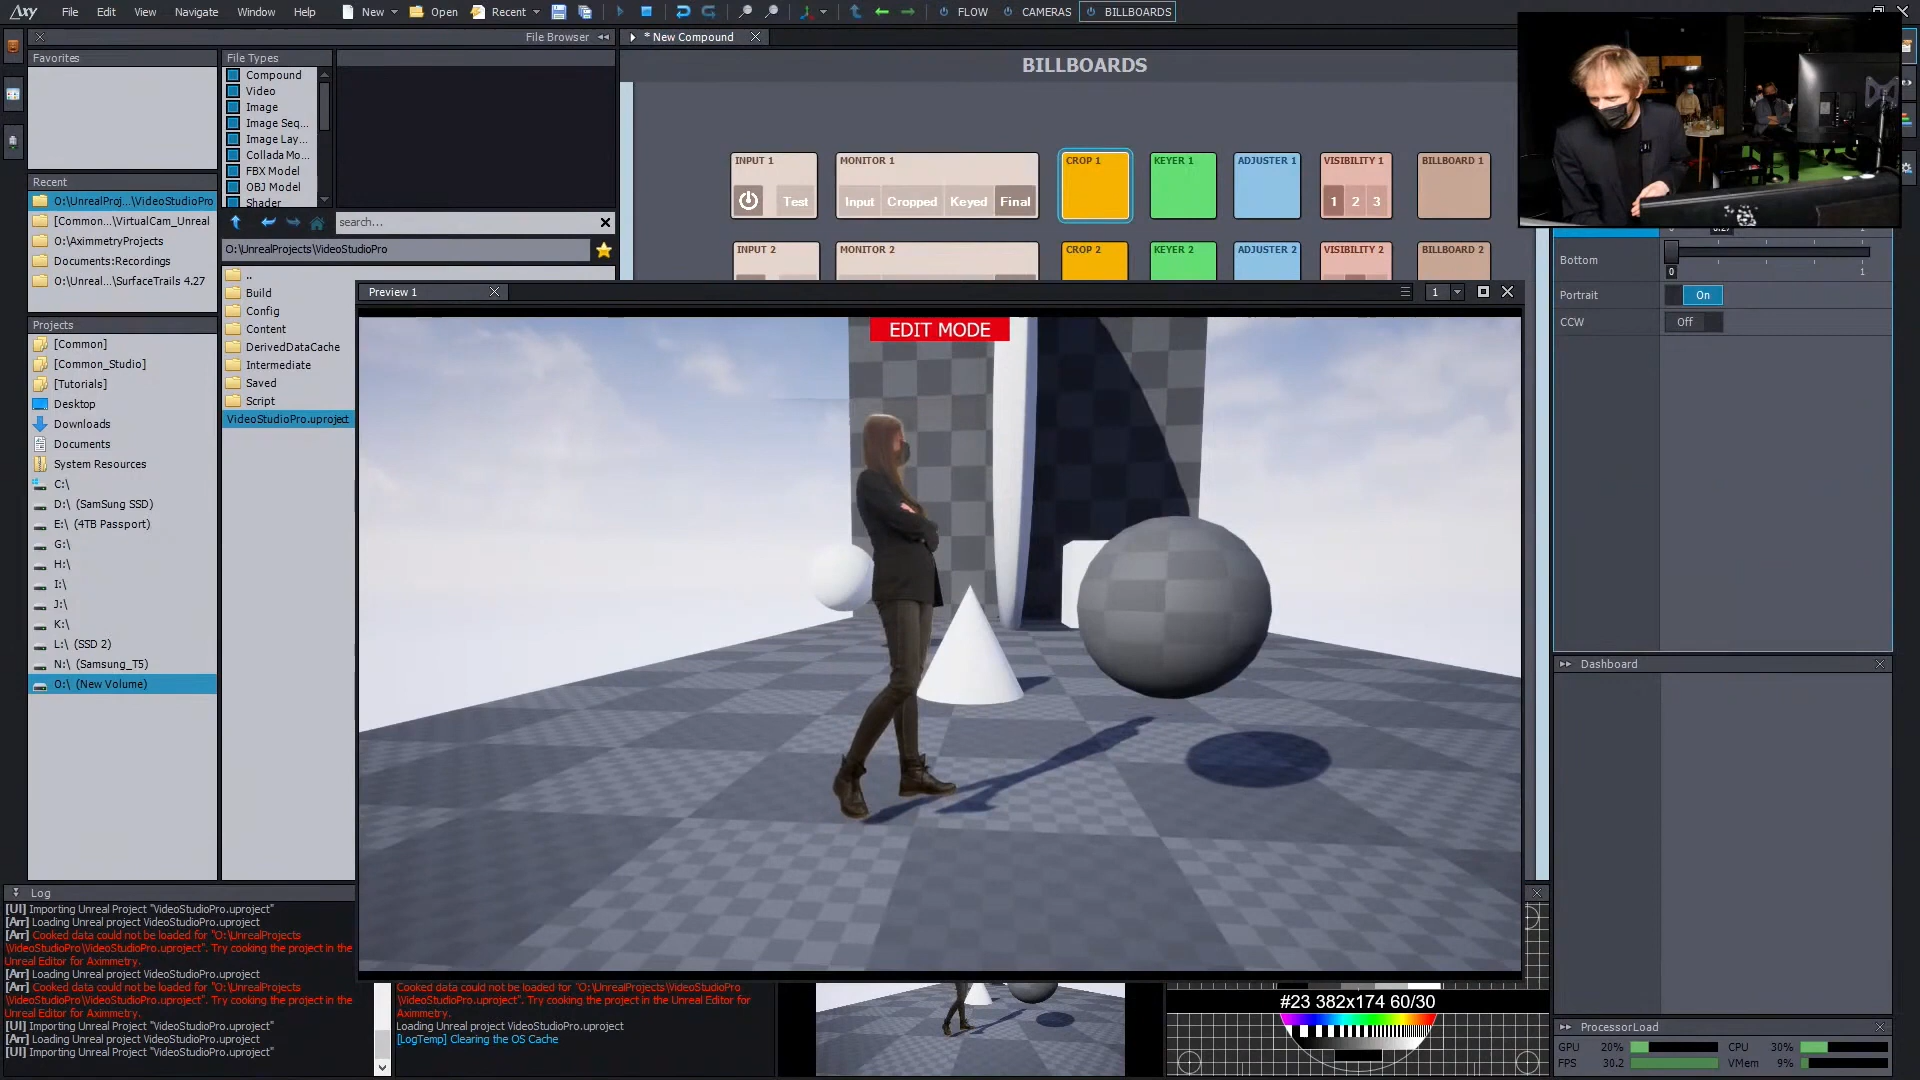 Axy File Edit View Navigate Window Help New Open Recent FLOW CAMERAS BILLBOARDS
File Browser
* New Compound
Favorites
File Types
Compound
Video
Image
Image Seq...
Image Lay...
Collada Mo...
FBX Model
OBJ Model
Shader
BILLBOARDS
INPUT 1
Test
MONITOR 1
Input Cropped Keyed Final
CROP 1
KEYER 1
ADJUSTER 1
VISIBILITY 1
1 2 3
BILLBOARD 1
INPUT 2
MONITOR 2
CROP 2
KEYER 2
ADJUSTER 2
VISIBILITY 2
BILLBOARD 2
Recent
O:\UnrealProj...\VideoStudioPro
[Common...\VirtualCam_Unreal
O:\AximmetryProjects
Documents:Recordings
O:\Unreal...\SurfaceTrails 4.27
search...
O:\UnrealProjects\VideoStudioPro
..
Build
Config
Content
DerivedDataCache
Intermediate
Saved
Script
VideoStudioPro.uproject
Projects
[Common]
[Common_Studio]
[Tutorials]
Desktop
Downloads
Documents
System Resources
C:\
D:\ (SamSung SSD)
E:\ (4TB Passport)
G:\
H:\
I:\
J:\
K:\
L:\ (SSD 2)
N:\ (Samsung_T5)
O:\ (New Volume)
Preview 1
1
EDIT MODE
Bottom
0
1
Portrait On
CCW Off
Dashboard
Log
[UI] Importing Unreal Project "VideoStudioPro.uproject"
[Arr] Loading Unreal project VideoStudioPro.uproject
[Arr] Cooked data could not be loaded for "O:\UnrealProjects
\VideoStudioPro\VideoStudioPro.uproject". Try cooking the project in the
Unreal Editor for Aximmetry.
[Arr] Loading Unreal project VideoStudioPro.uproject
[Arr] Cooked data could not be loaded for "O:\UnrealProjects
\VideoStudioPro\VideoStudioPro.uproject". Try cooking the project in the
Unreal Editor for Aximmetry.
[UI] Importing Unreal Project "VideoStudioPro.uproject"
[Arr] Loading Unreal project VideoStudioPro.uproject
[UI] Importing Unreal Project "VideoStudioPro.uproject"
Cooked data could not be loaded for "O:\UnrealProjects
\VideoStudioPro\VideoStudioPro.uproject". Try cooking the project in the Unreal Editor for
Aximmetry.
Loading Unreal project VideoStudioPro.uproject
[LogTemp] Clearing the OS Cache
#23 382x174 60/30
ProcessorLoad
GPU 20% CPU 30%
FPS 30.2 VMem 9%